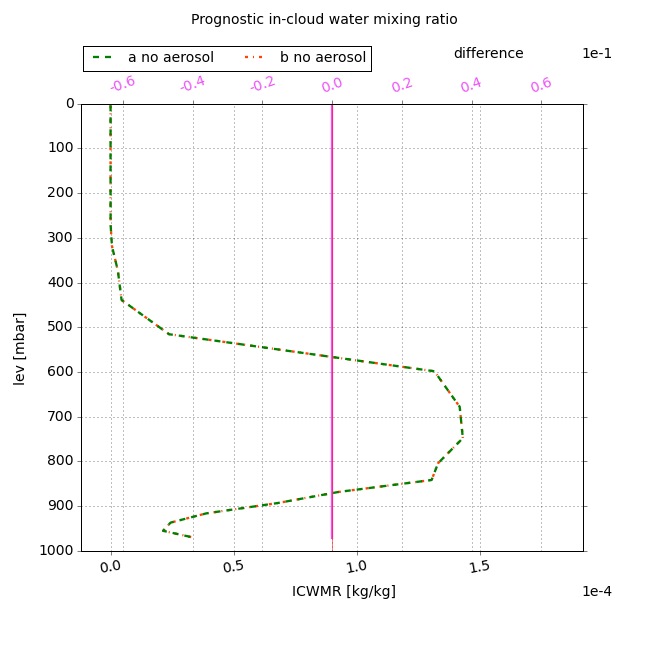 Prognostic in-cloud water mixing ratio
a no aerosol b no aerosol difference 1e-1
-0.6 -0.4 -0.2 0.0 0.2 0.4 0.6
0
100
200
300
400
500
600
700
800
900
1000
lev [mbar]
0.0 0.5 1.0 1.5
ICWMR [kg/kg] 1e-4